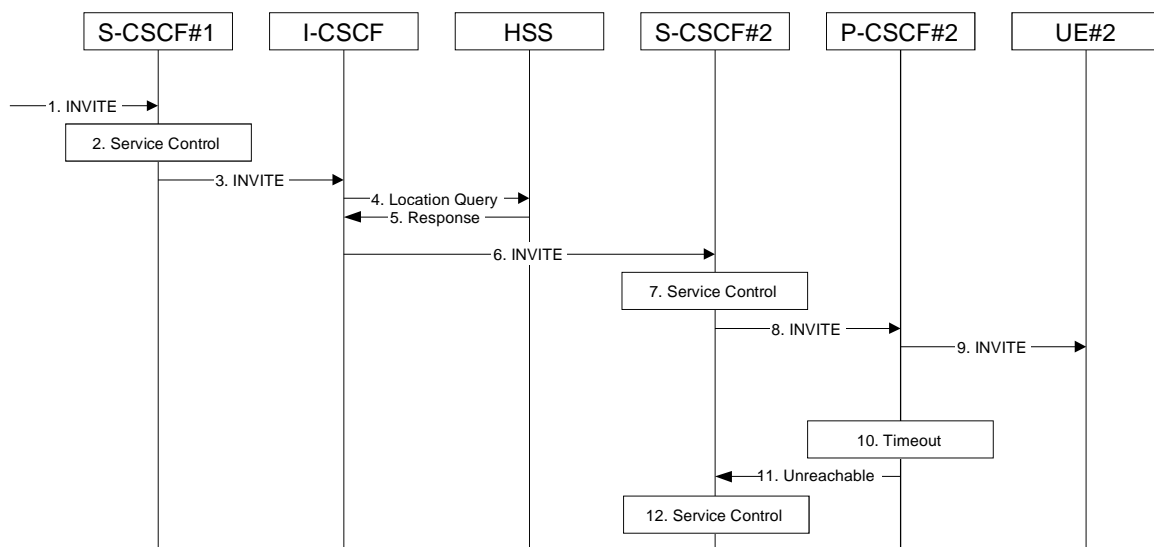 S-CSCF#1
I-CSCF
HSS
S-CSCF#2
P-CSCF#2
UE#2
1. INVITE
2. Service Control
3. INVITE
4. Location Query
5. Response
6. INVITE
7. Service Control
8. INVITE
9. INVITE
10. Timeout
11. Unreachable
12. Service Control